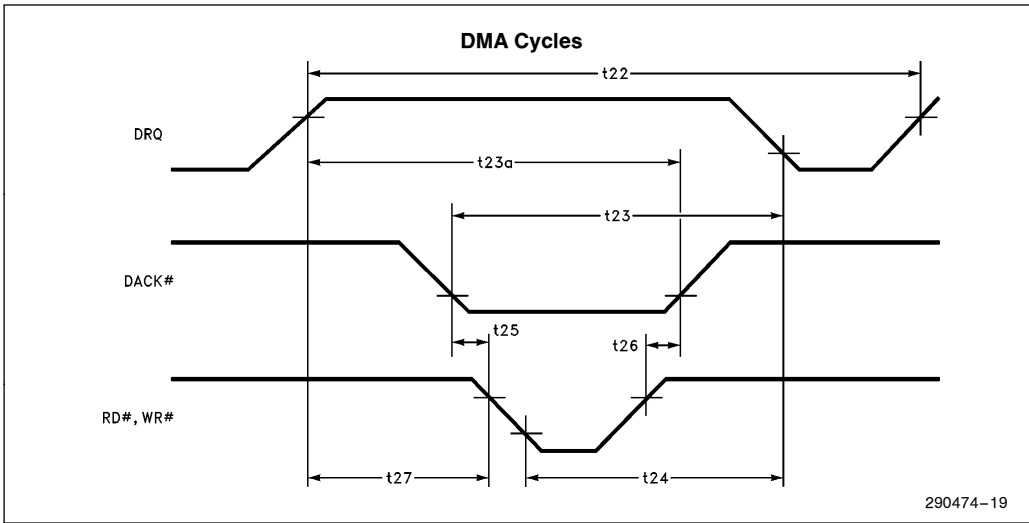 DMA Cycles
t22
DRQ
t23a
t23
DACK#
t25
t26
RD#, WR#
t27
t24
290474–19